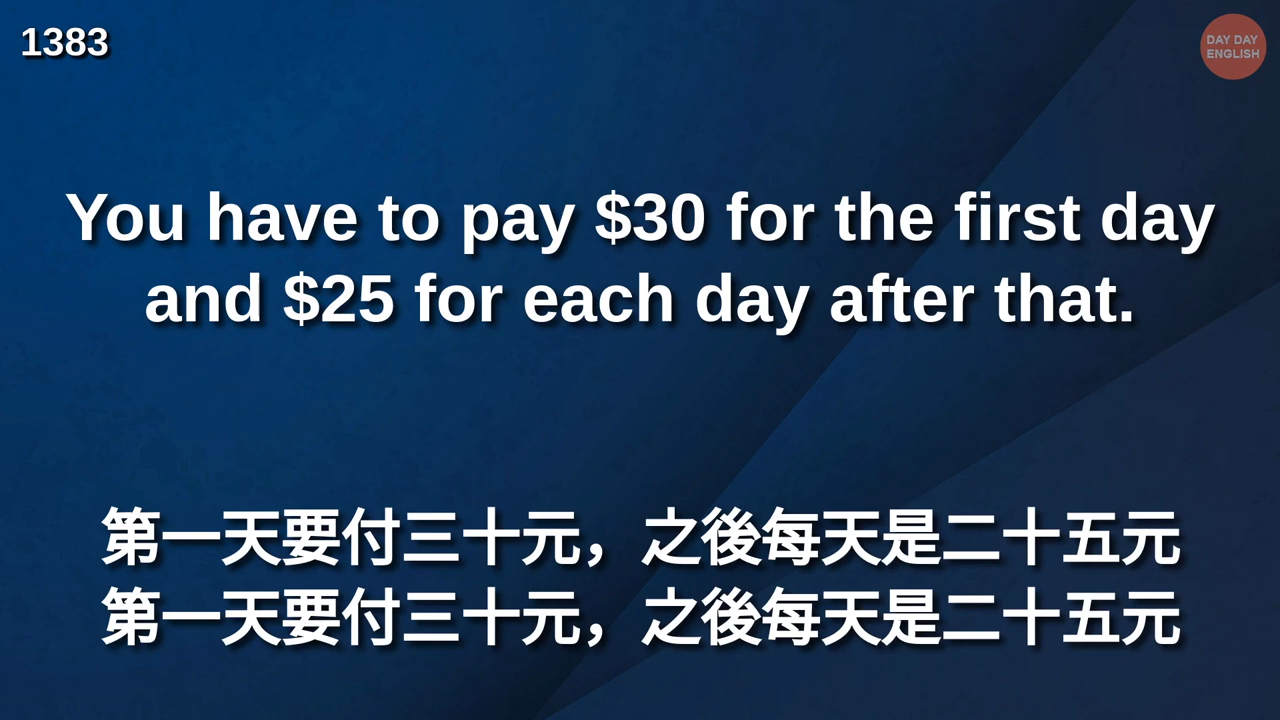 1383
DAY DAY
ENGLISH
You have to pay $30 for the first day
and $25 for each day after that.
第一天要付三十元，之後每天是二十五元
第一天要付三十元，之後每天是二十五元